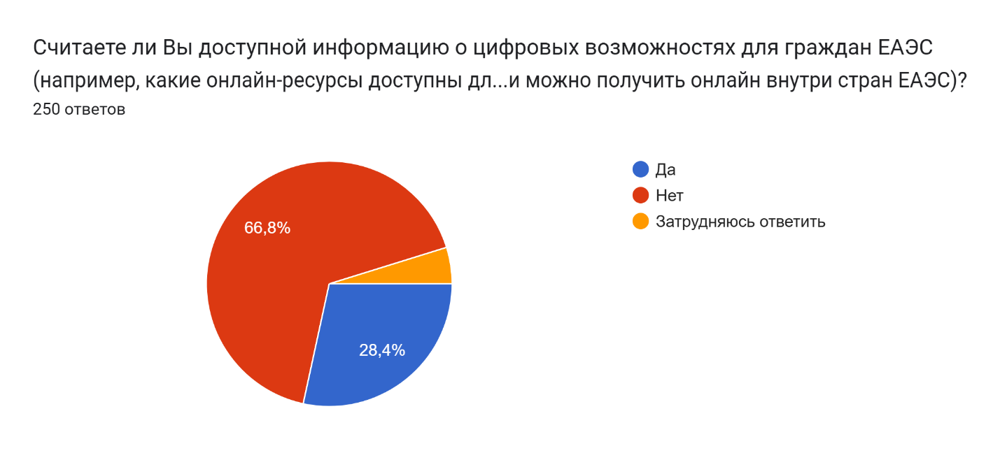 Считаете ли Вы доступной информацию о цифровых возможностях для граждан ЕАЭС
(например, какие онлайн-ресурсы доступны дл...и можно получить онлайн внутри стран ЕАЭС)?
250 ответов
Да
Нет
Затрудняюсь ответить
66,8%
28,4%